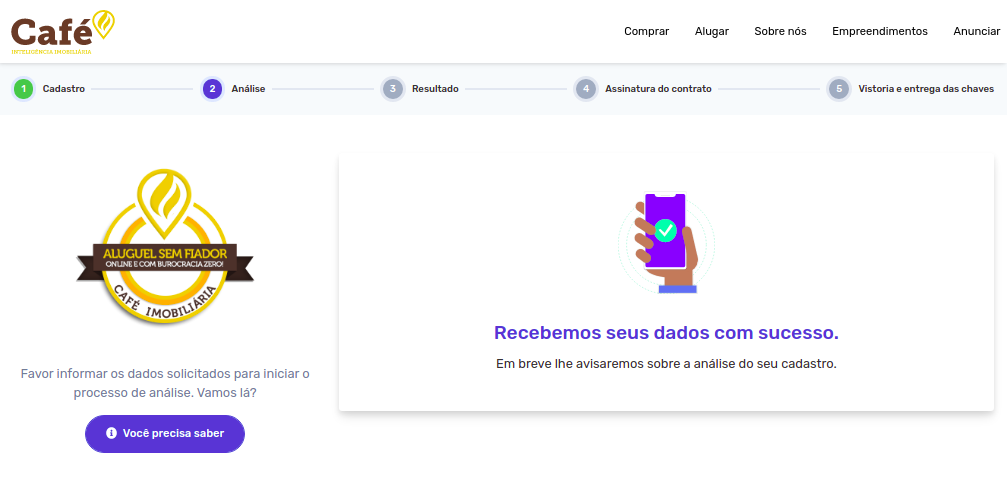 Café
INTELIGÊNCIA IMOBILIÁRIA
Comprar
Alugar
Sobre nós
Empreendimentos
Anunciar
1 Cadastro
2 Análise
3 Resultado
4 Assinatura do contrato
5 Vistoria e entrega das chaves
ALUGUEL SEM FIADOR
ONLINE E COM BUROCRACIA ZERO!
CAFÉ IMOBILIÁRIA
Favor informar os dados solicitados para iniciar o
processo de análise. Vamos lá?
Você precisa saber
Recebemos seus dados com sucesso.
Em breve lhe avisaremos sobre a análise do seu cadastro.